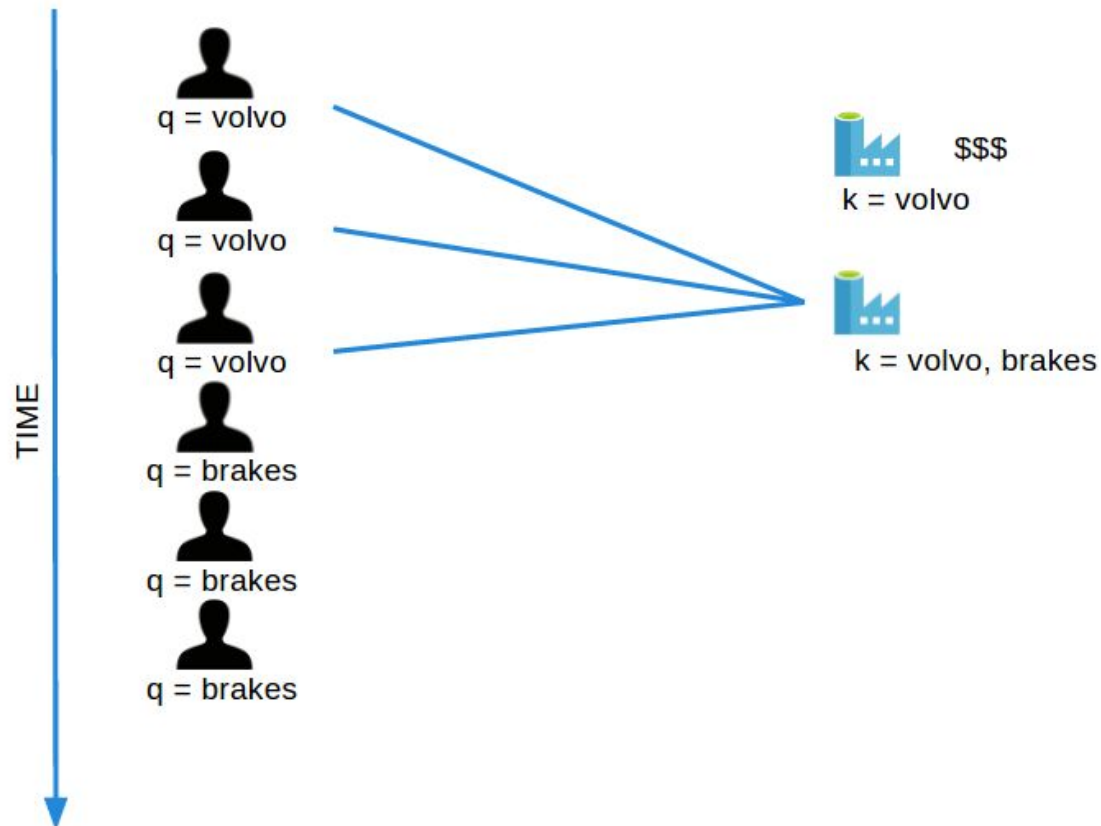 q = volvo
q = volvo
q = volvo
q = brakes
q = brakes
q = brakes
TIME
$$$
k = volvo
k = volvo, brakes